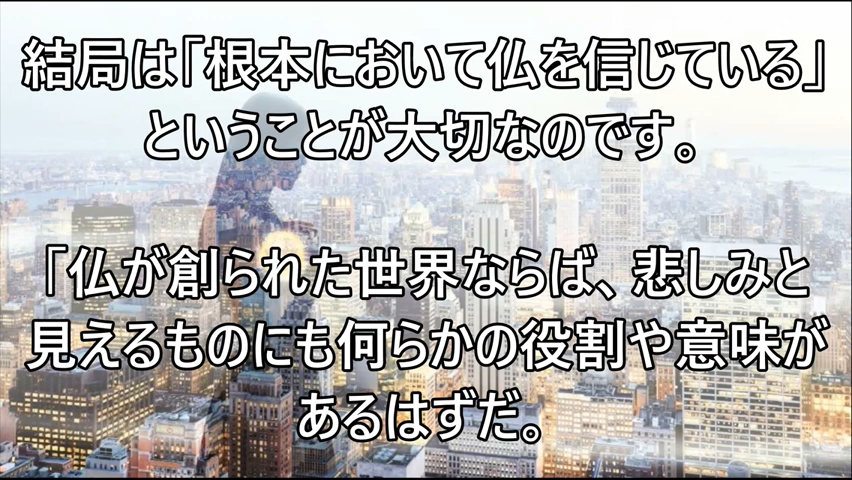 結局は「根本において仏を信じている」
ということが大切なのです。
「仏が創られた世界ならば、悲しみと
見えるものにも何らかの役割や意味が
あるはずだ。